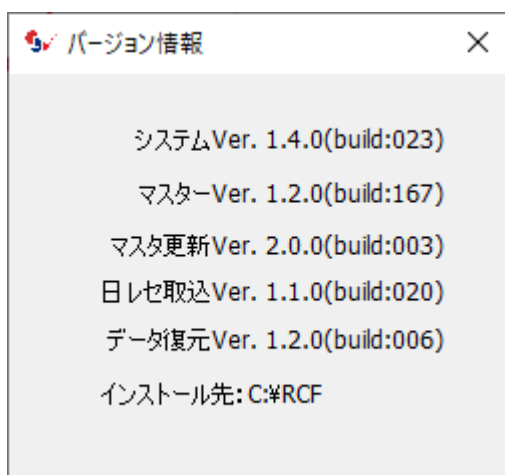 バージョン情報
システムVer. 1.4.0(build:023)
マスターVer. 1.2.0(build:167)
マスタ更新Ver. 2.0.0(build:003)
日レセ取込Ver. 1.1.0(build:020)
データ復元Ver. 1.2.0(build:006)
インストール先: C:¥RCF